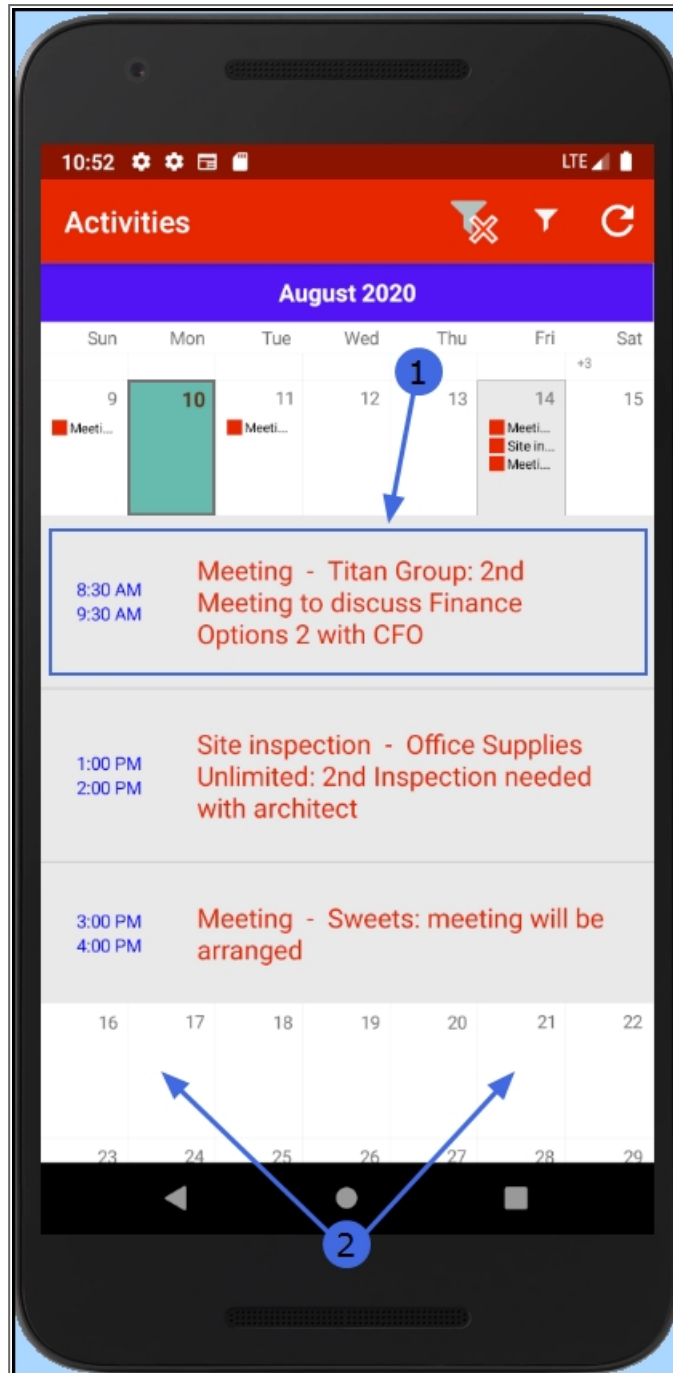 10:52 LTE
Activities
August 2020
Sun Mon Tue Wed Thu Fri Sat
+3
1
9 10 11 12 13 14 15
Meeti... Meeti... Meeti...
Site in...
Meeti...
8:30 AM
9:30 AM
Meeting - Titan Group: 2nd
Meeting to discuss Finance
Options 2 with CFO
1:00 PM
2:00 PM
Site inspection - Office Supplies
Unlimited: 2nd Inspection needed
with architect
3:00 PM
4:00 PM
Meeting - Sweets: meeting will be
arranged
16 17 18 19 20 21 22
23 24 25 26 27 28 29
2